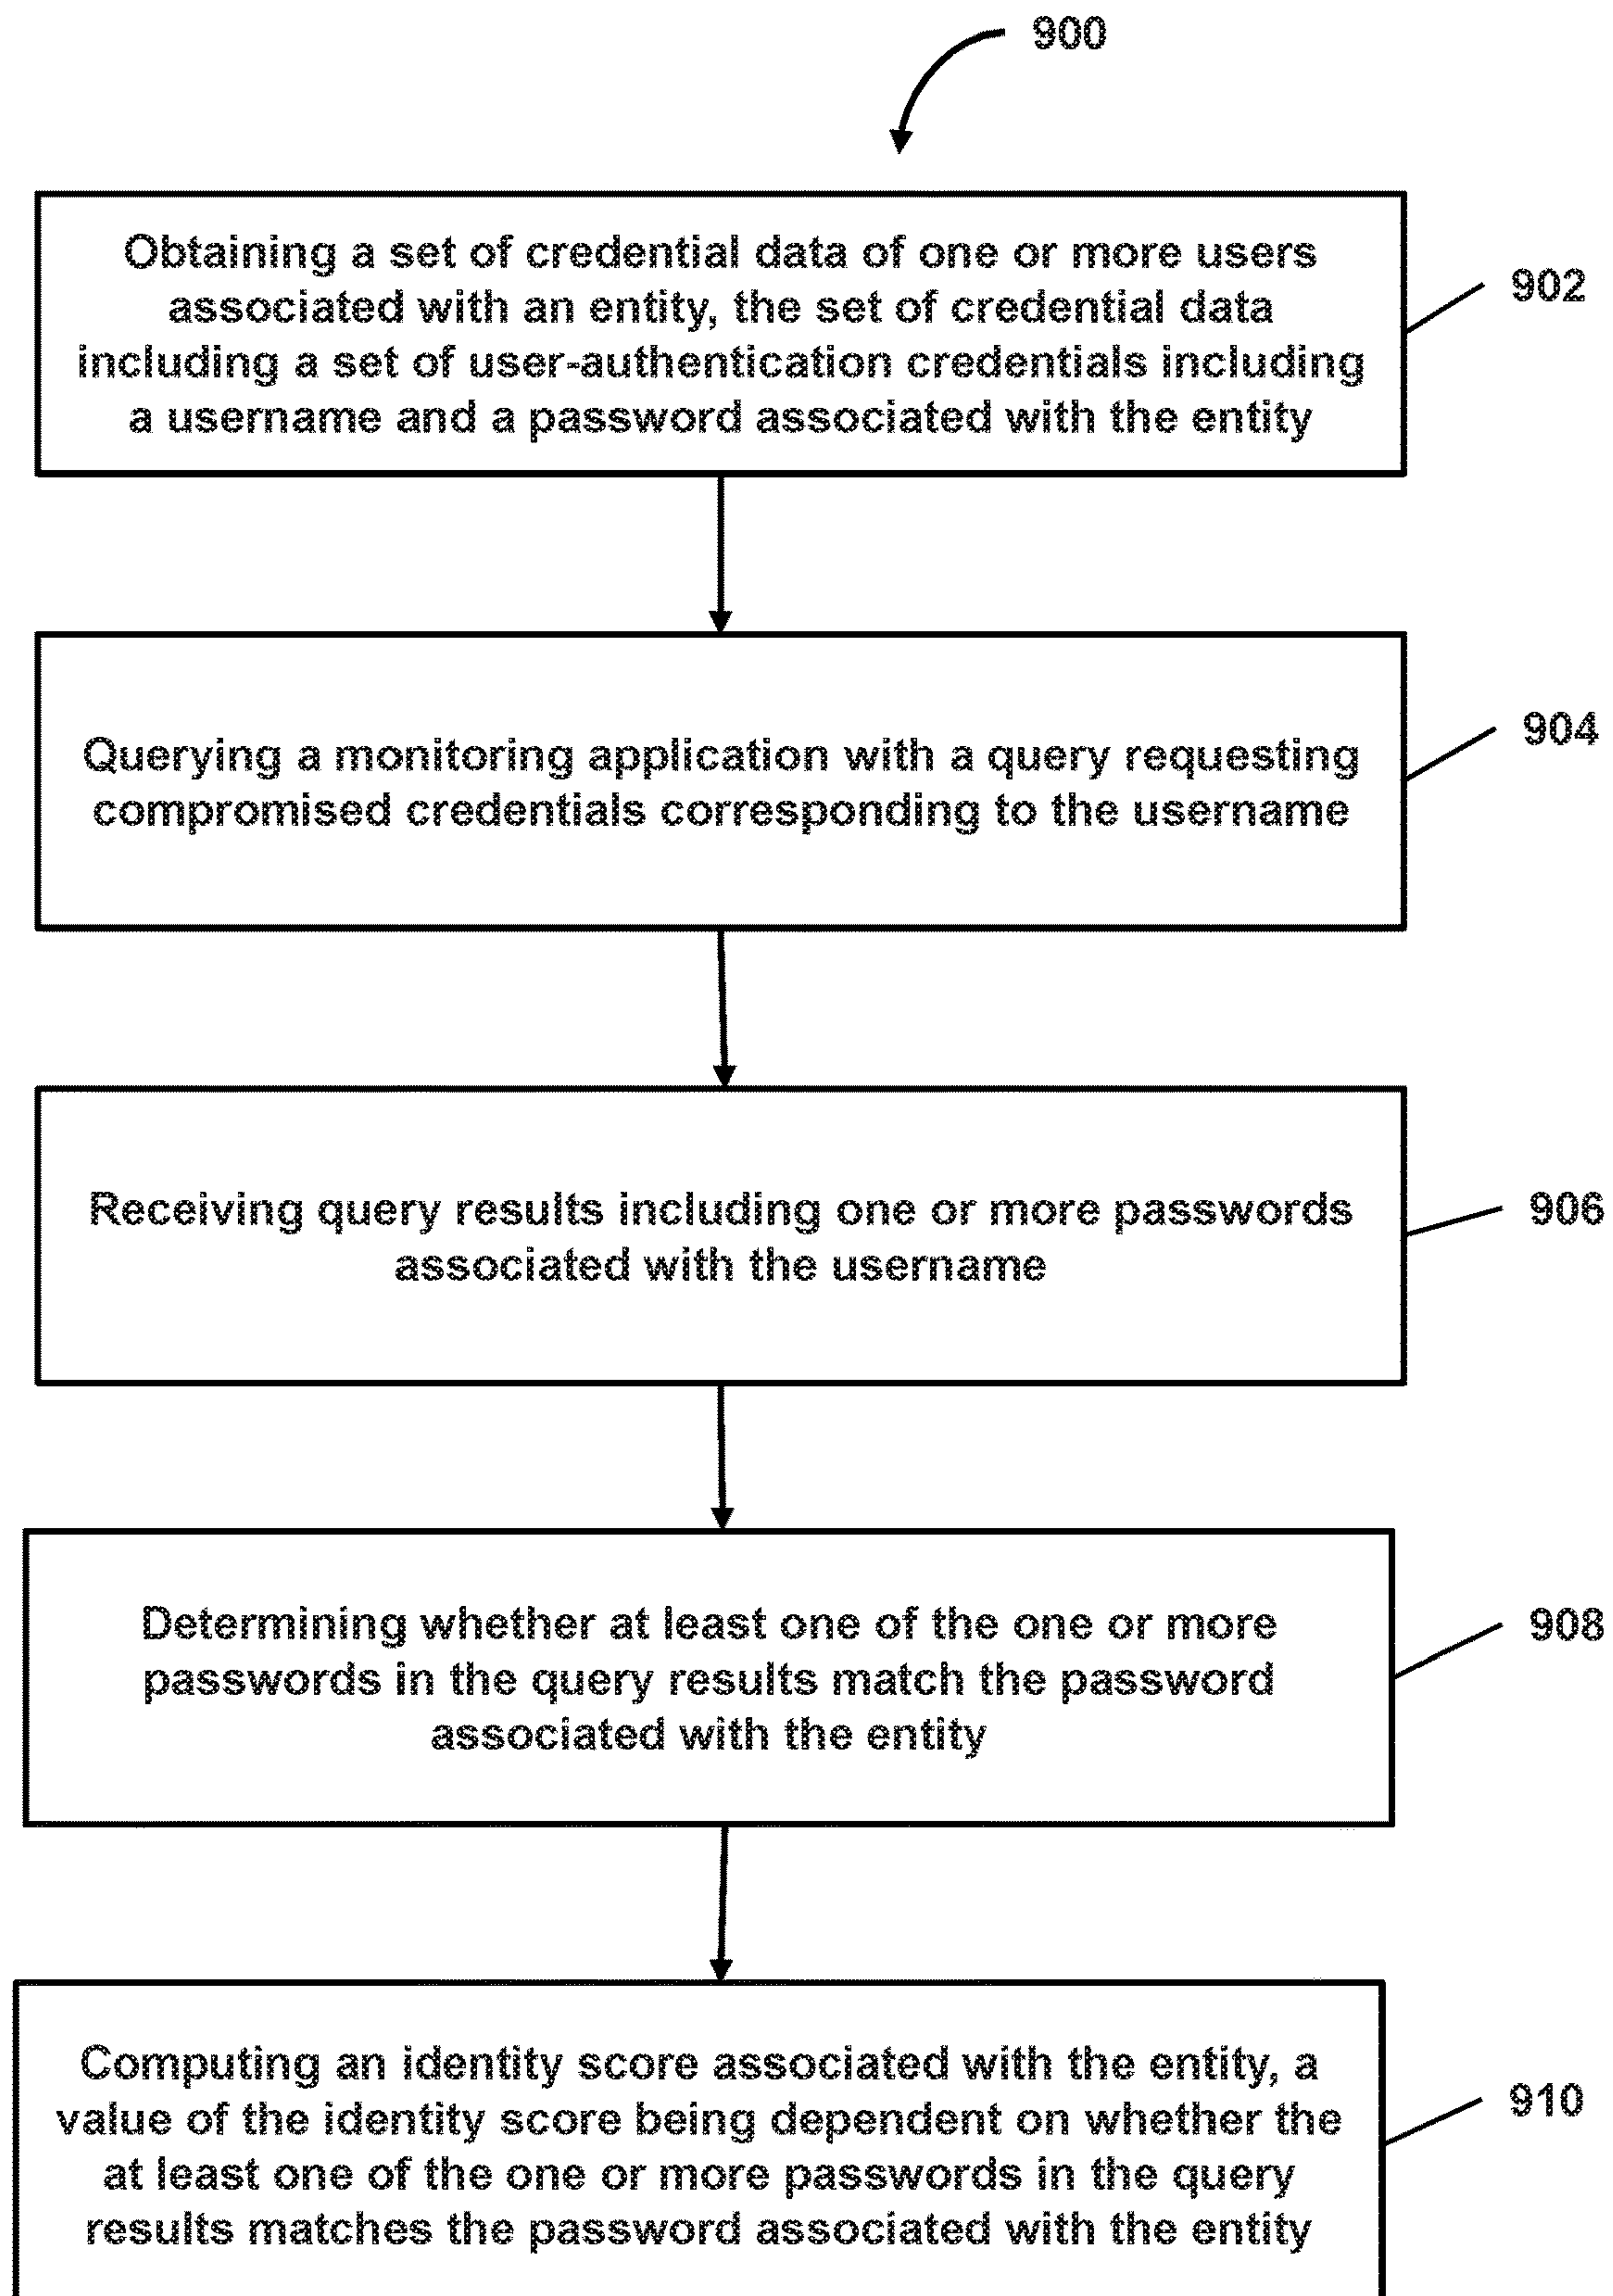 900
Obtaining a set of credential data of one or more users
associated with an entity, the set of credential data
including a set of user-authentication credentials including
a username and a password associated with the entity
902
Querying a monitoring application with a query requesting
compromised credentials corresponding to the username
904
Receiving query results including one or more passwords
associated with the username
906
Determining whether at least one of the one or more
passwords in the query results match the password
associated with the entity
908
Computing an identity score associated with the entity, a
value of the identity score being dependent on whether the
at least one of the one or more passwords in the query
results matches the password associated with the entity
910